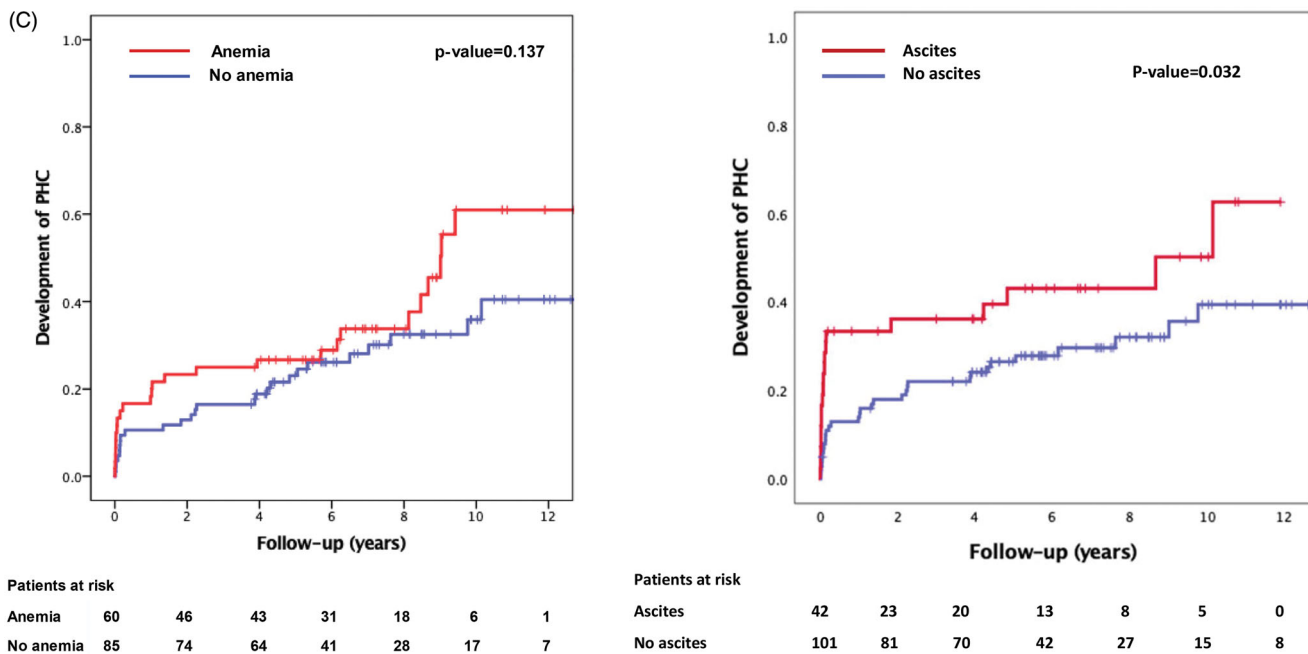 (C)
1.0
0.8
0.6
0.4
0.2
0.0
Development of PHC
Anemia
No anemia
p-value=0.137
0 2 4 6 8 10 12
Follow-up (years)
Patients at risk
Anemia 60 46 43 31 18 6 1
No anemia 85 74 64 41 28 17 7
1.0
0.8
0.6
0.4
0.2
0.0
Development of PHC
Ascites
No ascites
P-value=0.032
0 2 4 6 8 10 12
Follow-up (years)
Patients at risk
Ascites 42 23 20 13 8 5 0
No ascites 101 81 70 42 27 15 8